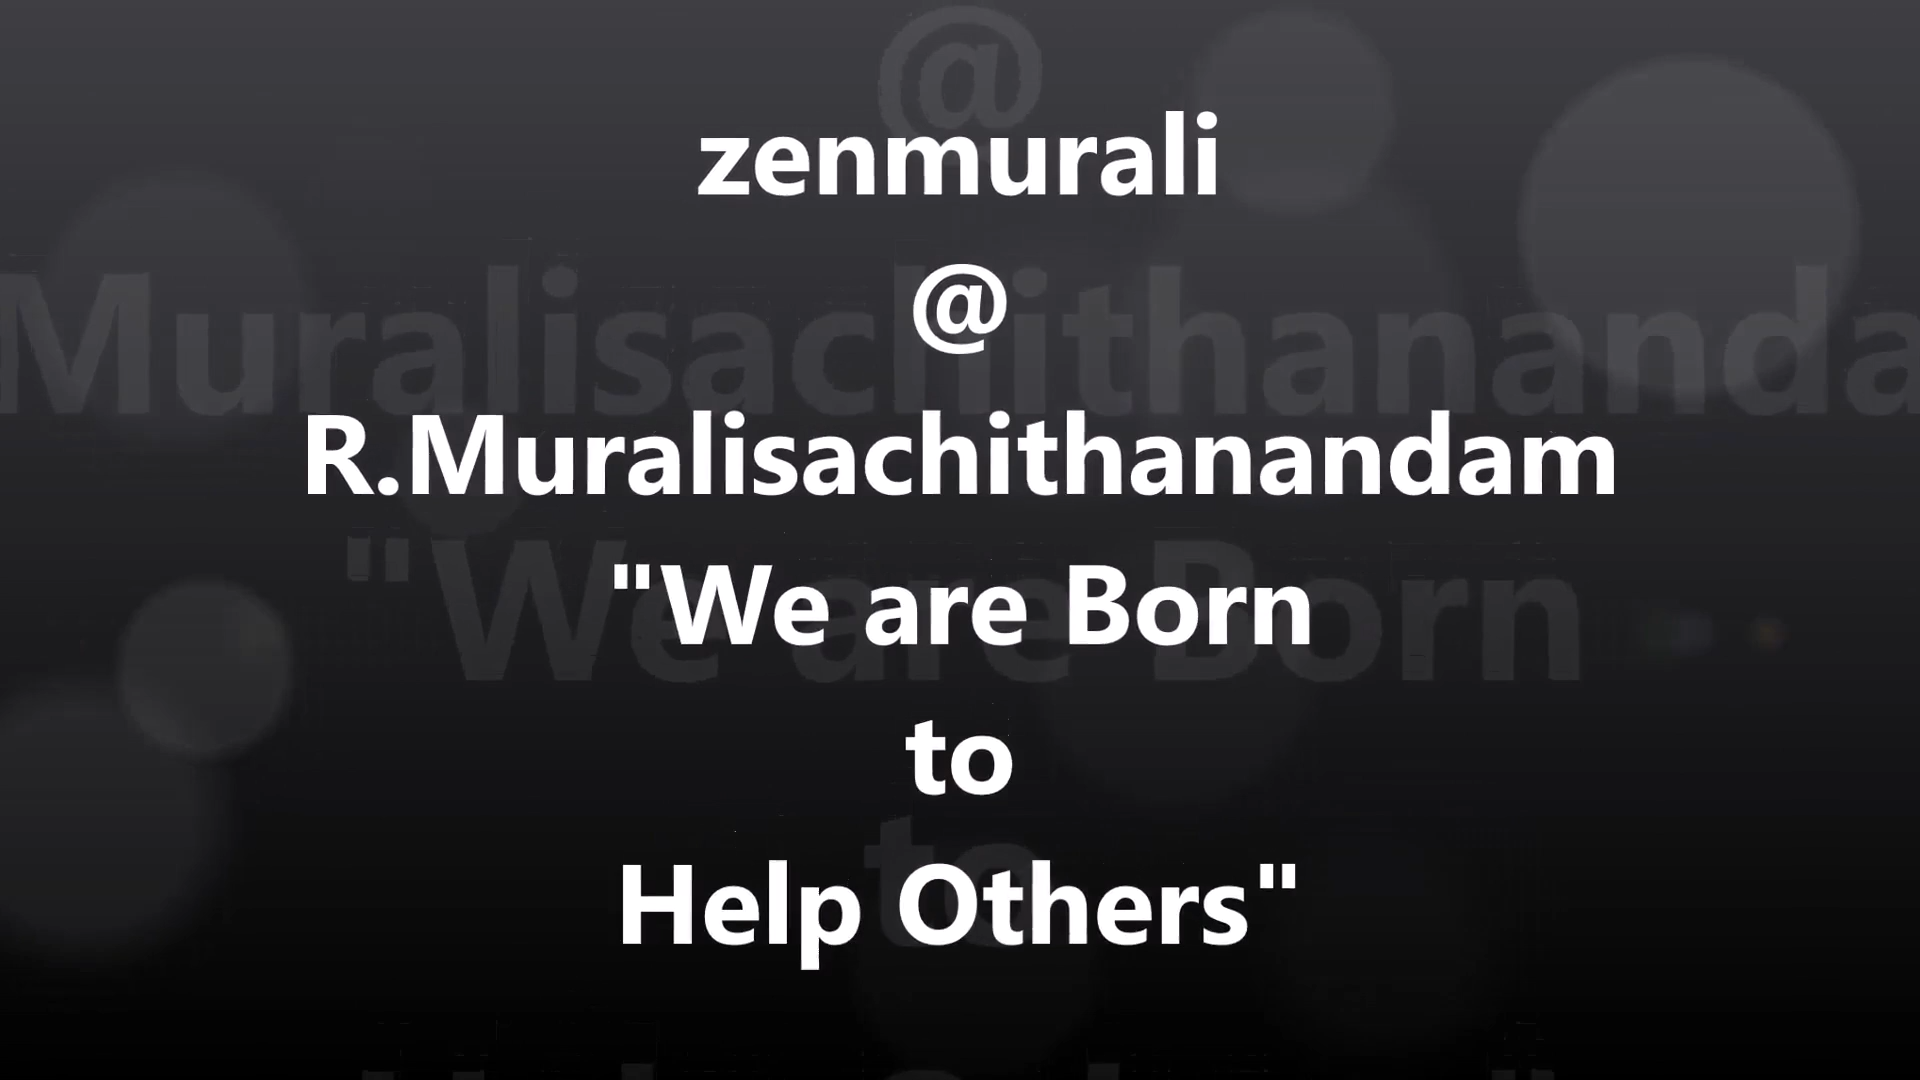 zenmurali
@
R.Muralisachithanandam
"We are Born
to
Help Others"